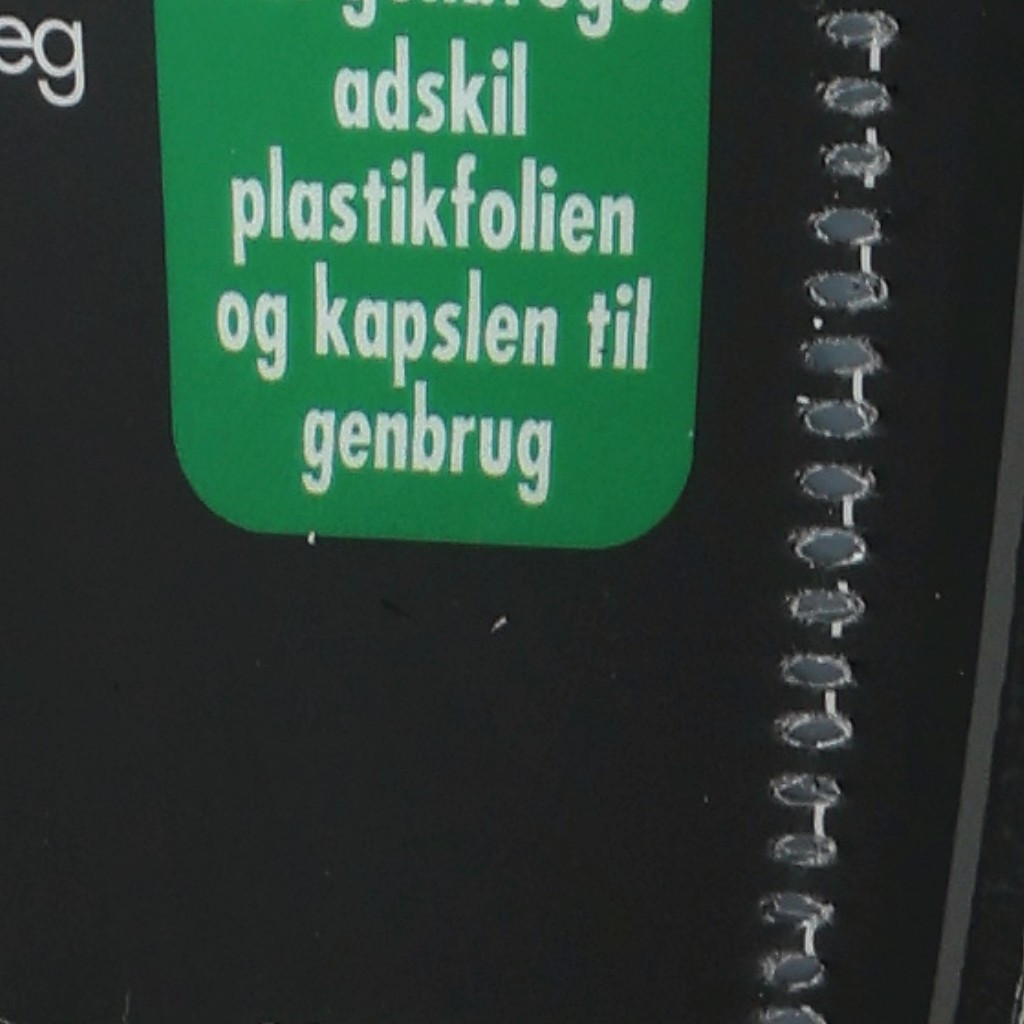 adskil
plastikfolien
og kapslen til
genbrug